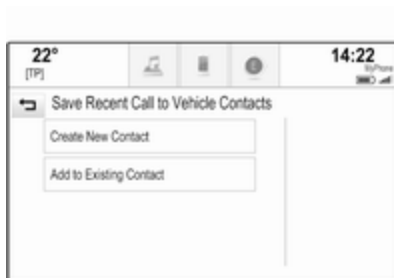 22°
14:22
[TP]
MyPhone
Save Recent Call to Vehicle Contacts
Create New Contact
Add to Existing Contact